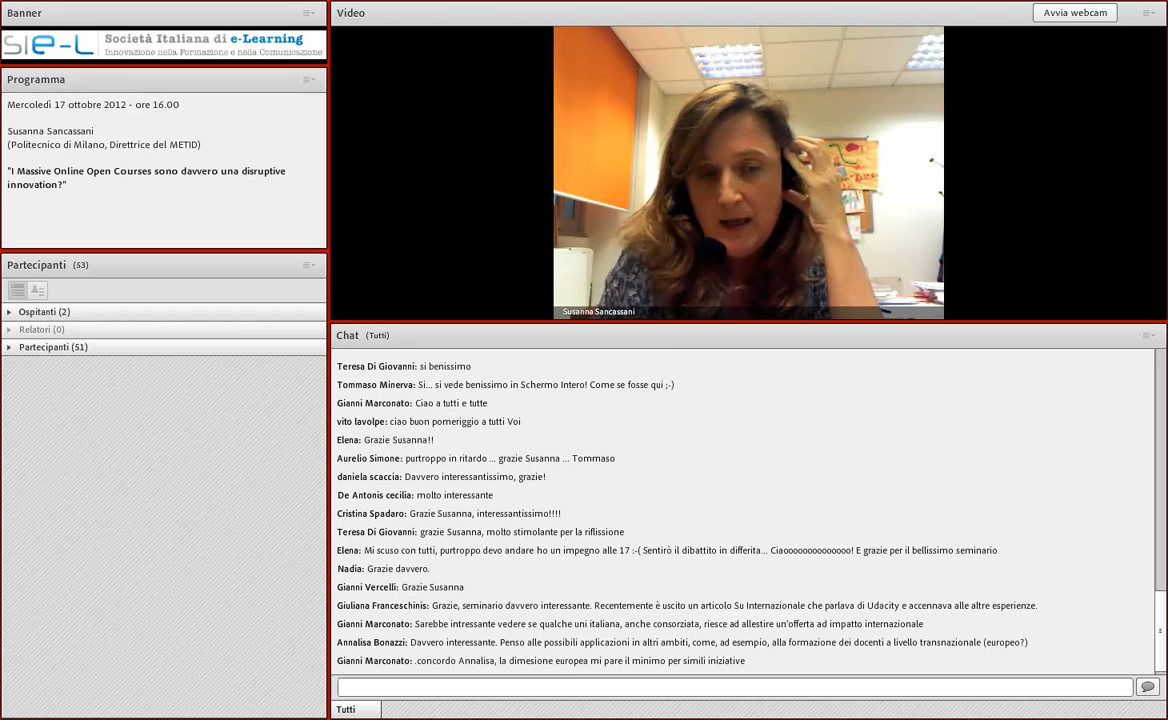 Banner
SIe-L Società Italiana di e-Learning
Innovazione nella Formazione e nella Comunicazione
Programma
Mercoledì 17 ottobre 2012 - ore 16.00
Susanna Sancassani
(Politecnico di Milano, Direttrice del METID)
"I Massive Online Open Courses sono davvero una disruptive
innovation?"
Partecipanti (53)
Ospitanti (2)
Relatori (0)
Partecipanti (51)
Video
Avvia webcam
Susanna Sancassani
Chat (Tutti)
Teresa Di Giovanni: si benissimo
Tommaso Minerva: Si... si vede benissimo in Schermo Intero! Come se fosse qui ;-)
Gianni Marconato: Ciao a tutti e tutte
vito lavolpe: ciao buon pomeriggio a tutti Voi
Elena: Grazie Susanna!!
Aurelio Simone: purtroppo in ritardo ... grazie Susanna ... Tommaso
daniela scaccia: Davvero interessantissimo, grazie!
De Antonis cecilia: molto interessante
Cristina Spadaro: Grazie Susanna, interessantissimo!!!!
Teresa Di Giovanni: grazie Susanna, molto stimolante per la riflissione
Elena: Mi scuso con tutti, purtroppo devo andare ho un impegno alle 17 :-( Sentirò il dibattito in differita... Ciaoooooooooooooo! E grazie per il bellissimo seminario
Nadia: Grazie davvero.
Gianni Vercelli: Grazie Susanna
Giuliana Franceschinis: Grazie, seminario davvero interessante. Recentemente è uscito un articolo Su Internazionale che parlava di Udacity e accennava alle altre esperienze.
Gianni Marconato: Sarebbe intressante vedere se qualche uni italiana, anche consorziata, riesce ad allestire un'offerta ad impatto internazionale
Annalisa Bonazzi: Davvero interessante. Penso alle possibili applicazioni in altri ambiti, come, ad esempio, alla formazione dei docenti a livello transnazionale (europeo?)
Gianni Marconato: .concordo Annalisa, la dimesione europea mi pare il minimo per simili iniziative
Tutti